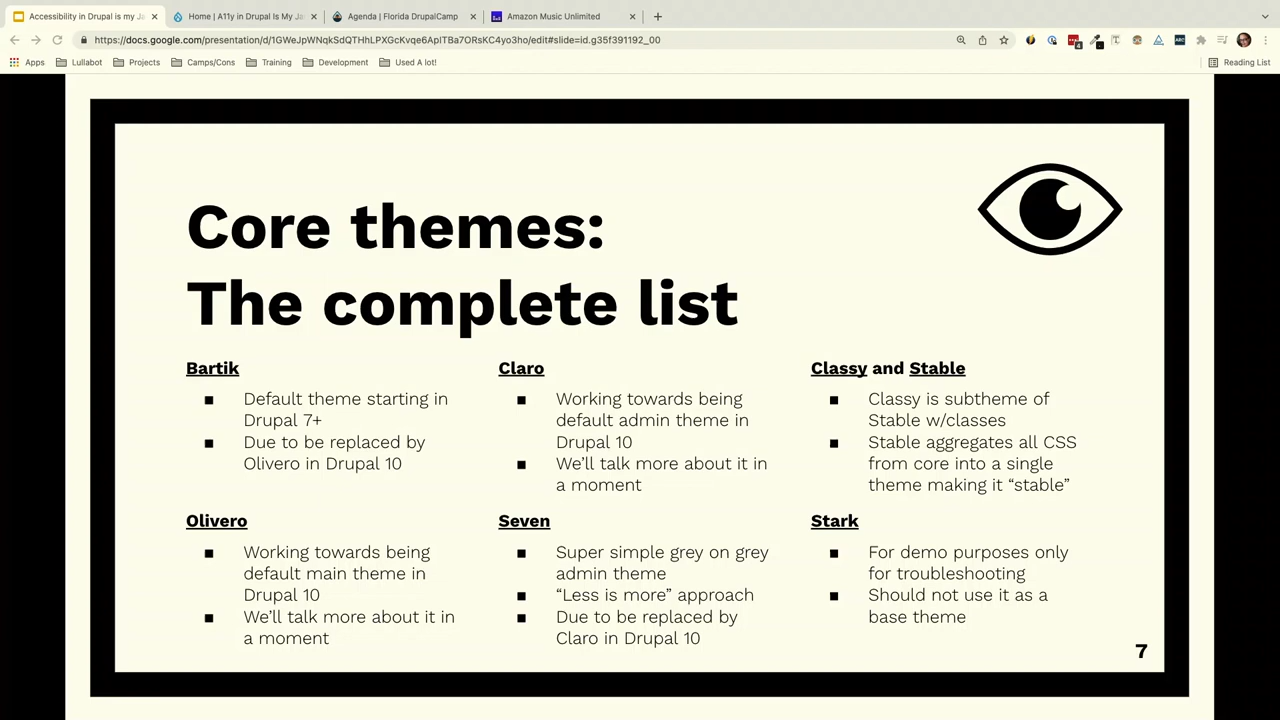 Accessibility in Drupal is my Ja
Home | A11y in Drupal Is My Ja
Agenda | Florida DrupalCamp
Amazon Music Unlimited
https://docs.google.com/presentation/d/1GWeJpWNqkSdQTHhLPXGcKvqe6ApITBa7ORsKC4yo3ho/edit#slide=id.g35f391192_00
Apps
Lullabot
Projects
Camps/Cons
Training
Development
Used A lot!
Reading List
Core themes:
The complete list
Bartik
Default theme starting in
Drupal 7+
Due to be replaced by
Olivero in Drupal 10
Claro
Working towards being
default admin theme in
Drupal 10
We’ll talk more about it in
a moment
Classy and Stable
Classy is subtheme of
Stable w/classes
Stable aggregates all CSS
from core into a single
theme making it “stable”
Olivero
Working towards being
default main theme in
Drupal 10
We’ll talk more about it in
a moment
Seven
Super simple grey on grey
admin theme
“Less is more” approach
Due to be replaced by
Claro in Drupal 10
Stark
For demo purposes only
for troubleshooting
Should not use it as a
base theme
7